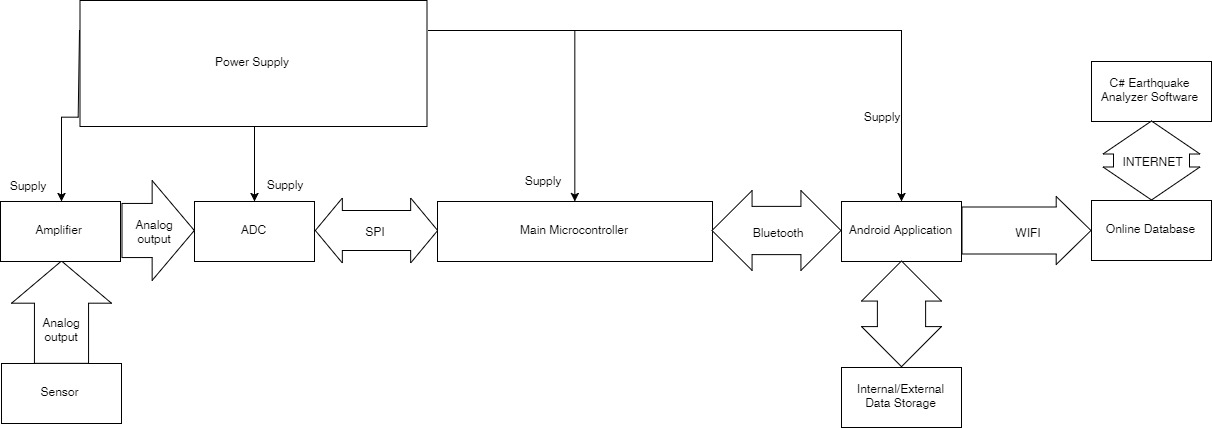 Power Supply
C# Earthquake
Analyzer Software
Supply
INTERNET
Supply
Supply
Supply
Amplifier
Analog
output
ADC
SPI
Main Microcontroller
Bluetooth
Android Application
WIFI
Online Database
Analog
output
Sensor
Internal/External
Data Storage